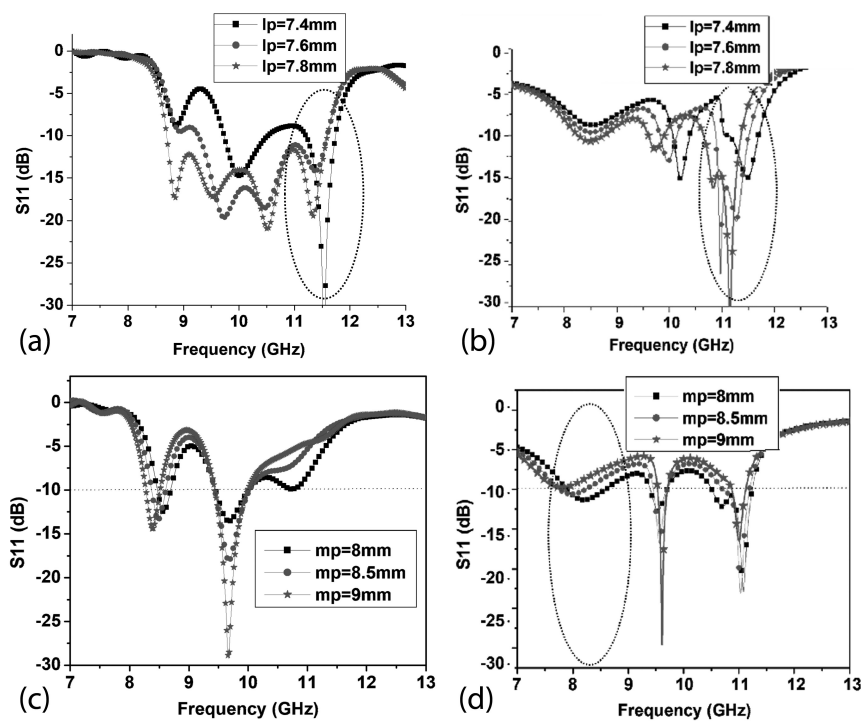 lp=7.4mm
lp=7.6mm
lp=7.8mm
0
-5
-10
-15
-20
-25
-30
S11 (dB)
7 8 9 10 11 12 13
Frequency (GHz)
(a)
lp=7.4mm
lp=7.6mm
lp=7.8mm
0
-5
-10
-15
-20
-25
-30
S11 (dB)
7 8 9 10 11 12 13
Frequency (GHz)
(b)
0
-5
-10
-15
-20
-25
-30
S11 (dB)
mp=8mm
mp=8.5mm
mp=9mm
7 8 9 10 11 12 13
Frequency (GHz)
(c)
mp=8mm
mp=8.5mm
mp=9mm
0
-5
-10
-15
-20
-25
-30
S11 (dB)
7 8 9 10 11 12 13
Frequency (GHz)
(d)